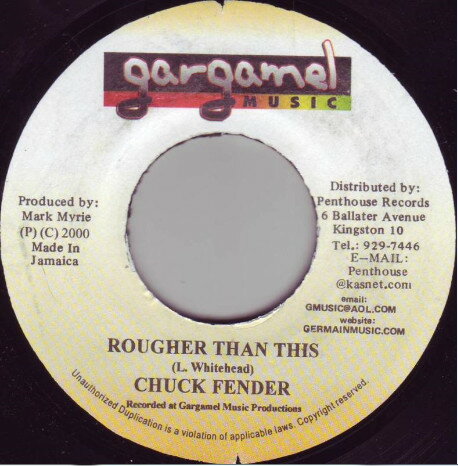 gargamel
MUSIC
Produced by:
Mark Myrie
(P) (C) 2000
Made In
Jamaica
Distributed by:
Penthouse Records
6 Ballater Avenue
Kingston 10
Tel.: 929-7446
E-MAIL:
Penthouse
@kasnet.com
email:
GMUSIC@AOL.COM
website:
GERMAINMUSIC.COM
ROUGHER THAN THIS
(L. Whitehead)
CHUCK FENDER
Recorded at Gargamel Music Productions
Unauthorized Duplication is a violation of applicable laws. Copyright reserved.